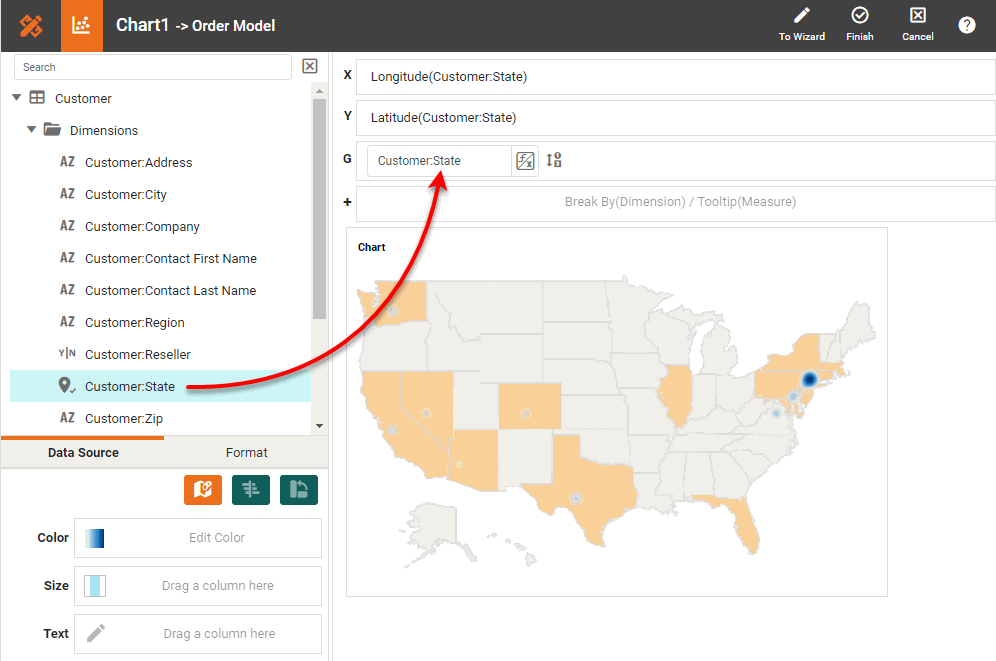 Chart1 -> Order Model
To Wizard
Finish
Cancel
?
Search
Customer
Dimensions
AZ Customer:Address
AZ Customer:City
AZ Customer:Company
AZ Customer:Contact First Name
AZ Customer:Contact Last Name
AZ Customer:Region
Y|N Customer:Reseller
Customer:State
AZ Customer:Zip
Data Source
Format
Color
Edit Color
Size
Drag a column here
Text
Drag a column here
X
Longitude(Customer:State)
Y
Latitude(Customer:State)
G
Customer:State
+
Break By(Dimension) / Tooltip(Measure)
Chart